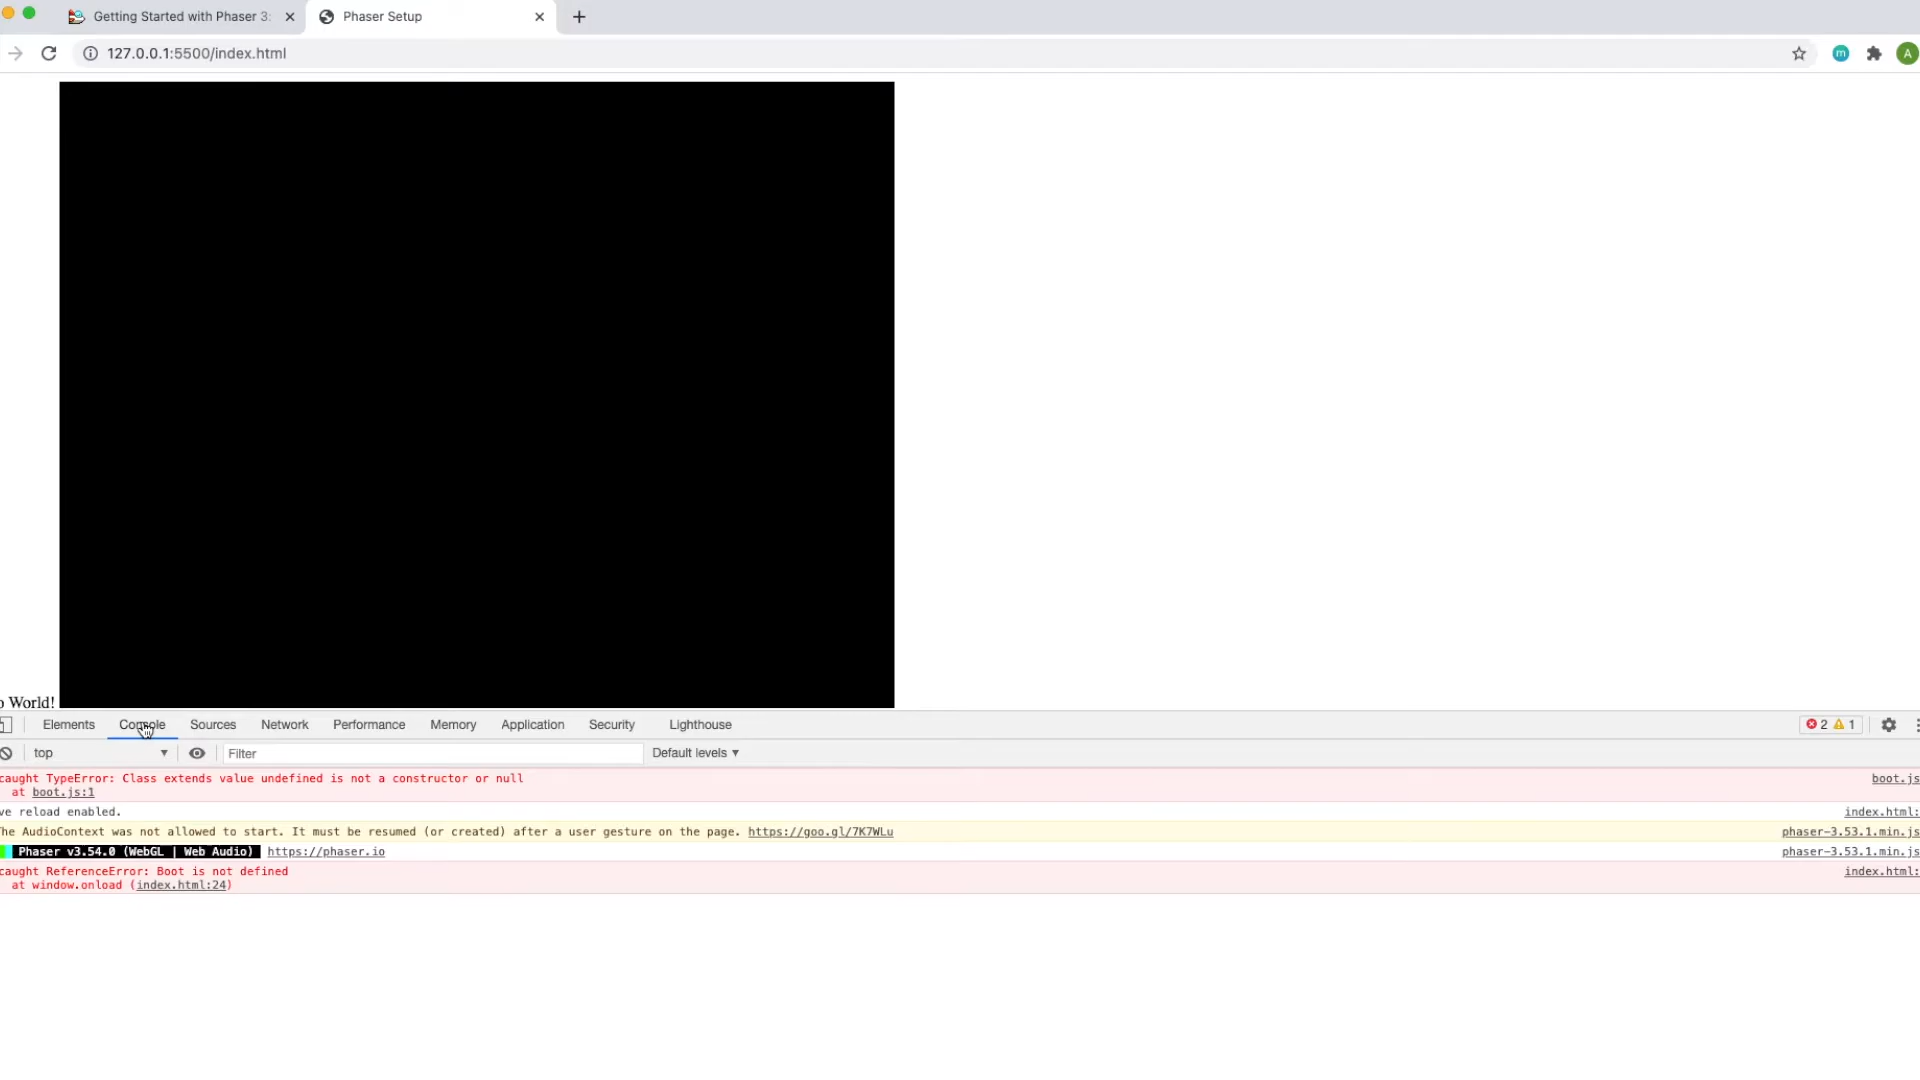 Getting Started with Phaser 3:
Phaser Setup
127.0.0.1:5500/index.html
m
A
o World!
Elements Console Sources Network Performance Memory Application Security Lighthouse 2 1
top Filter Default levels
caught TypeError: Class extends value undefined is not a constructor or null boot.js
at boot.js:1
ve reload enabled. index.html:
The AudioContext was not allowed to start. It must be resumed (or created) after a user gesture on the page. https://goo.gl/7K7WLu phaser-3.53.1.min.js
Phaser v3.54.0 (WebGL | Web Audio) https://phaser.io phaser-3.53.1.min.js
caught ReferenceError: Boot is not defined index.html:
at window.onload (index.html:24)